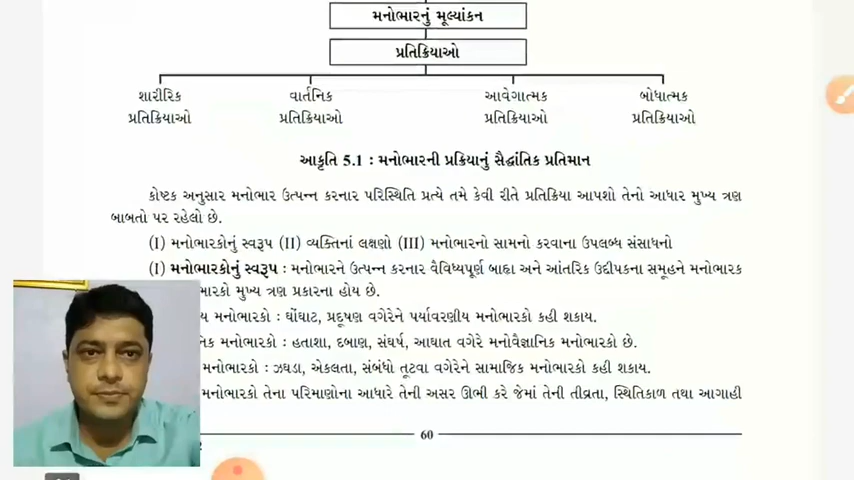 મનોભારનું મૂલ્યાંકન
પ્રતિક્રિયાઓ
શારીરિક વાર્તનિક આવેગાત્મક બોધાત્મક
પ્રતિક્રિયાઓ પ્રતિક્રિયાઓ પ્રતિક્રિયાઓ પ્રતિક્રિયાઓ
આકૃતિ 5.1 : મનોભારની પ્રક્રિયાનું સૈદ્ધાંતિક પ્રતિમાન
કોષ્ટક અનુસાર મનોભાર ઉત્પન્ન કરનાર પરિસ્થિતિ પ્રત્યે તમે કેવી રીતે પ્રતિક્રિયા આપશો તેનો આધાર મુખ્ય ત્રણ
બાબતો પર રહેલો છે.
(I) મનોભારકોનું સ્વરૂપ (II) વ્યક્તિનાં લક્ષણો (III) મનોભારનો સામનો કરવાના ઉપલબ્ધ સંસાધનો
(I) મનોભારકોનું સ્વરૂપ : મનોભારને ઉત્પન્ન કરનાર વૈવિધ્યપૂર્ણ બાહ્ય અને આંતરિક ઉદ્દીપકના સમૂહને મનોભારક
મારકો મુખ્ય ત્રણ પ્રકારના હોય છે.
ય મનોભારકો : ઘોંઘાટ, પ્રદૂષણ વગેરેને પર્યાવરણીય મનોભારકો કહી શકાય.
નિક મનોભારકો : હતાશા, દબાણ, સંઘર્ષ, આઘાત વગેરે મનોવૈજ્ઞાનિક મનોભારકો છે.
મનોભારકો : ઝઘડા, એકલતા, સંબંધો તૂટવા વગેરેને સામાજિક મનોભારકો કહી શકાય.
મનોભારકો તેના પરિમાણોના આધારે તેની અસર ઊભી કરે જેમાં તેની તીવ્રતા, સ્થિતિકાળ તથા આગાહી
60